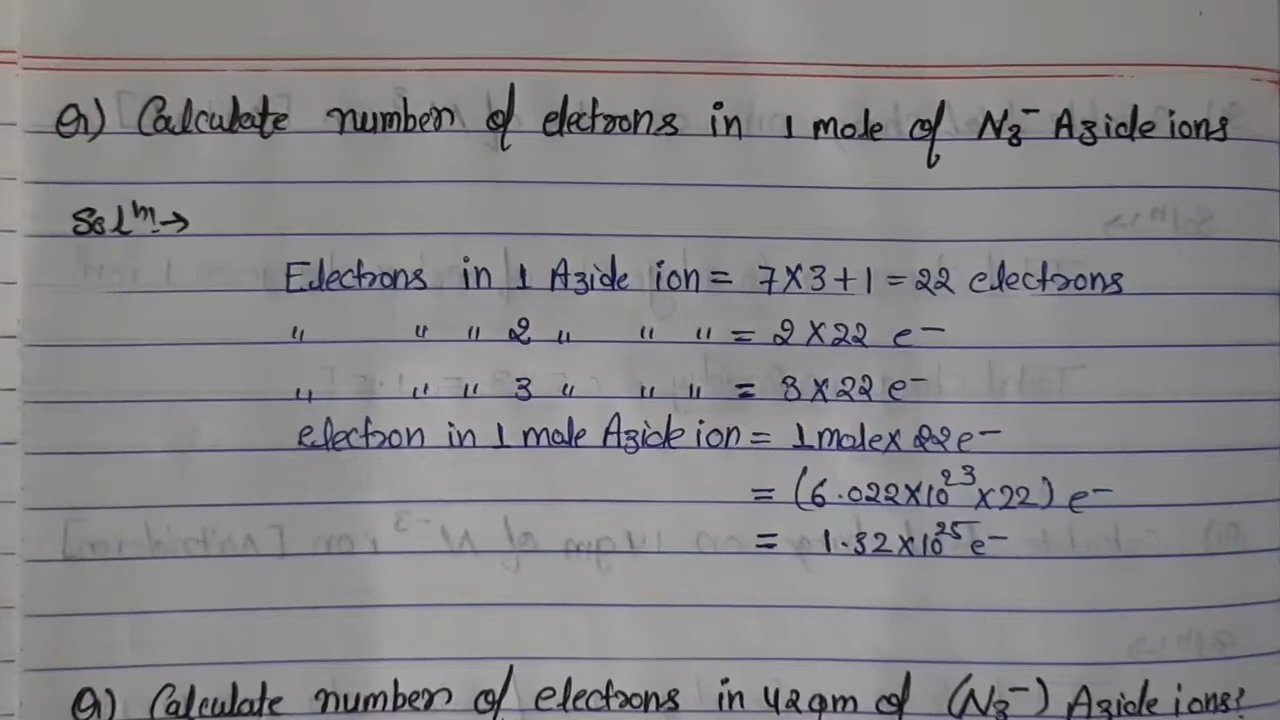 Q) Calculate number of electrons in 1 mole of N₃⁻ Azide ions
Solⁿ:→
Electrons in 1 Azide ion = 7×3+1 = 22 electrons
" " " 2 " " " = 2×22 e⁻
" " " 3 " " " = 3×22 e⁻
electron in 1 mole Azide ion = 1 mole × 22e⁻
= (6.022×10²³×22) e⁻
= 1.32×10²⁵ e⁻
Q) Calculate number of electrons in 42gm of (N₃⁻) Azide ions?